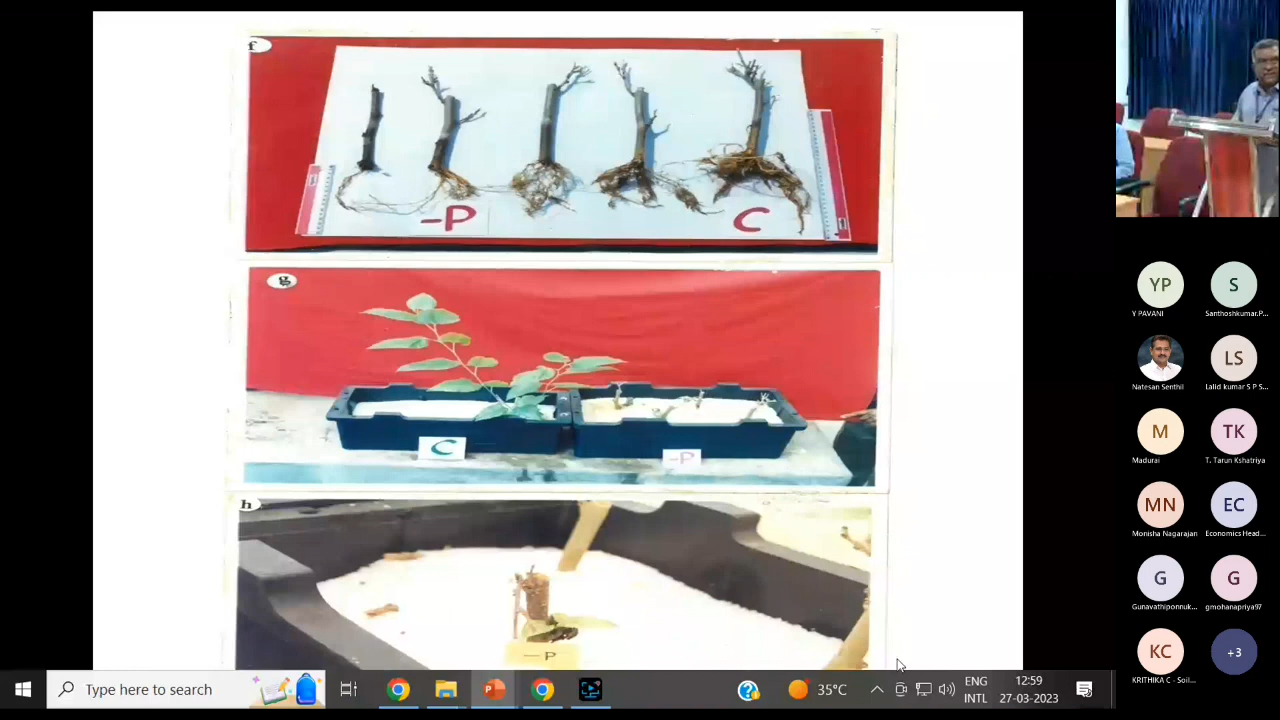 f
-P
C
g
C
-P
h
-P
YP
Y PAVANI
S
Santhoshkumar.P...
Natesan Senthil
LS
Lalid kumar S P S...
M
Madurai
TK
T. Tarun Kshatriya
MN
Monisha Nagarajan
EC
Economics Head...
G
Gunavathiponnuk...
G
gmohanapriya97
KC
KRITHIKA C - Soil...
+3
Type here to search
35°C
ENG
INTL
12:59
27-03-2023